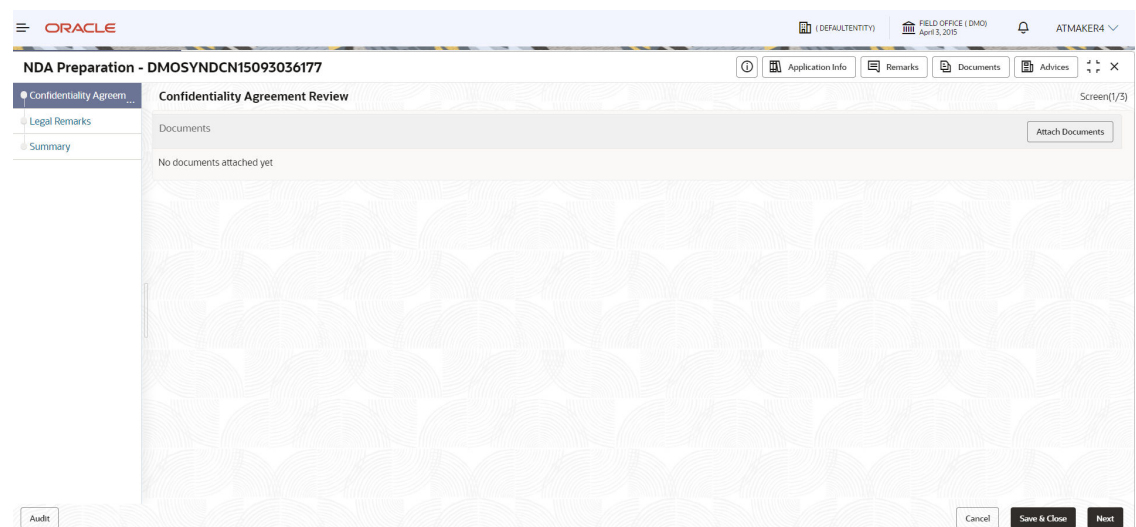 ORACLE
( DEFAULTENTITY)
FIELD OFFICE ( DMO)
April 3, 2015
ATMAKER4
NDA Preparation - DMOSYNDCN15093036177
Application Info
Remarks
Documents
Advices
Confidentiality Agreem...
Legal Remarks
Summary
Confidentiality Agreement Review
Screen(1/3)
Documents
Attach Documents
No documents attached yet
Audit
Cancel
Save & Close
Next